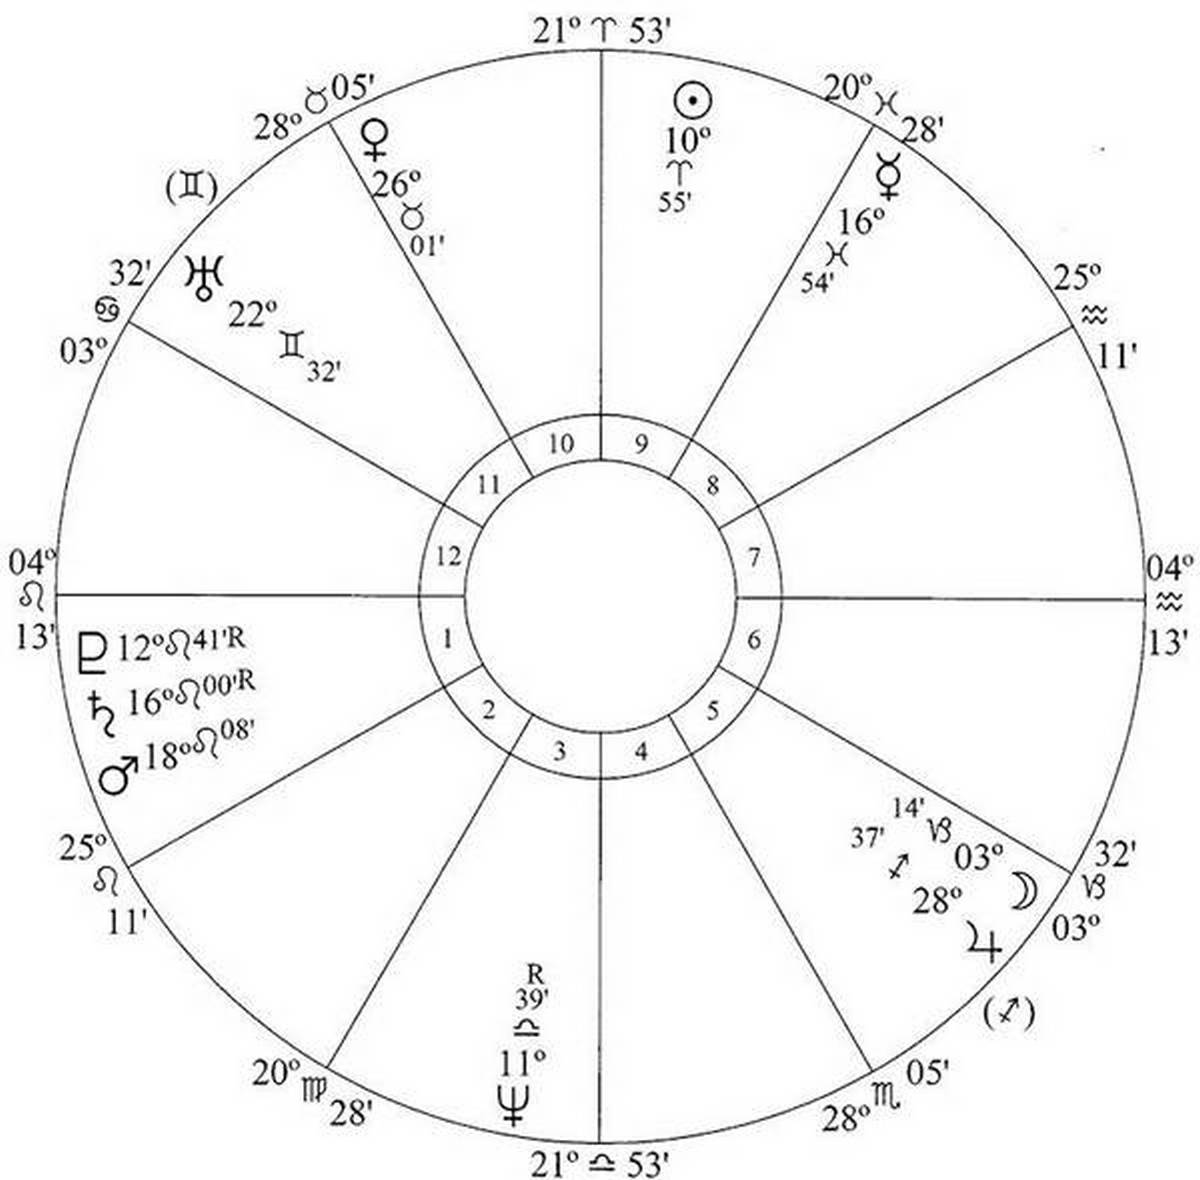 21º ♈ 53'
28º ♉ 05'
20º ♓ 28'
♀
26º
♉
01'
☉
10º
♈
55'
☿
16º
♓
54'
(♊)
♅
22º
♊
32'
32'
♋
03º
25º
♒
11'
10
9
11
8
12
7
1
6
2
5
3
4
04º
♌
13'
04º
♒
13'
♇ 12º♌41'R
♄ 16º♌00'R
♂ 18º♌08'
25º
♌
11'
14'
♑
03º
☽
37'
♐
28º
♃
32'
♑
03º
(♐)
R
39'
♎
11º
♆
20º ♍ 28'
28º ♏ 05'
21º ♎ 53'